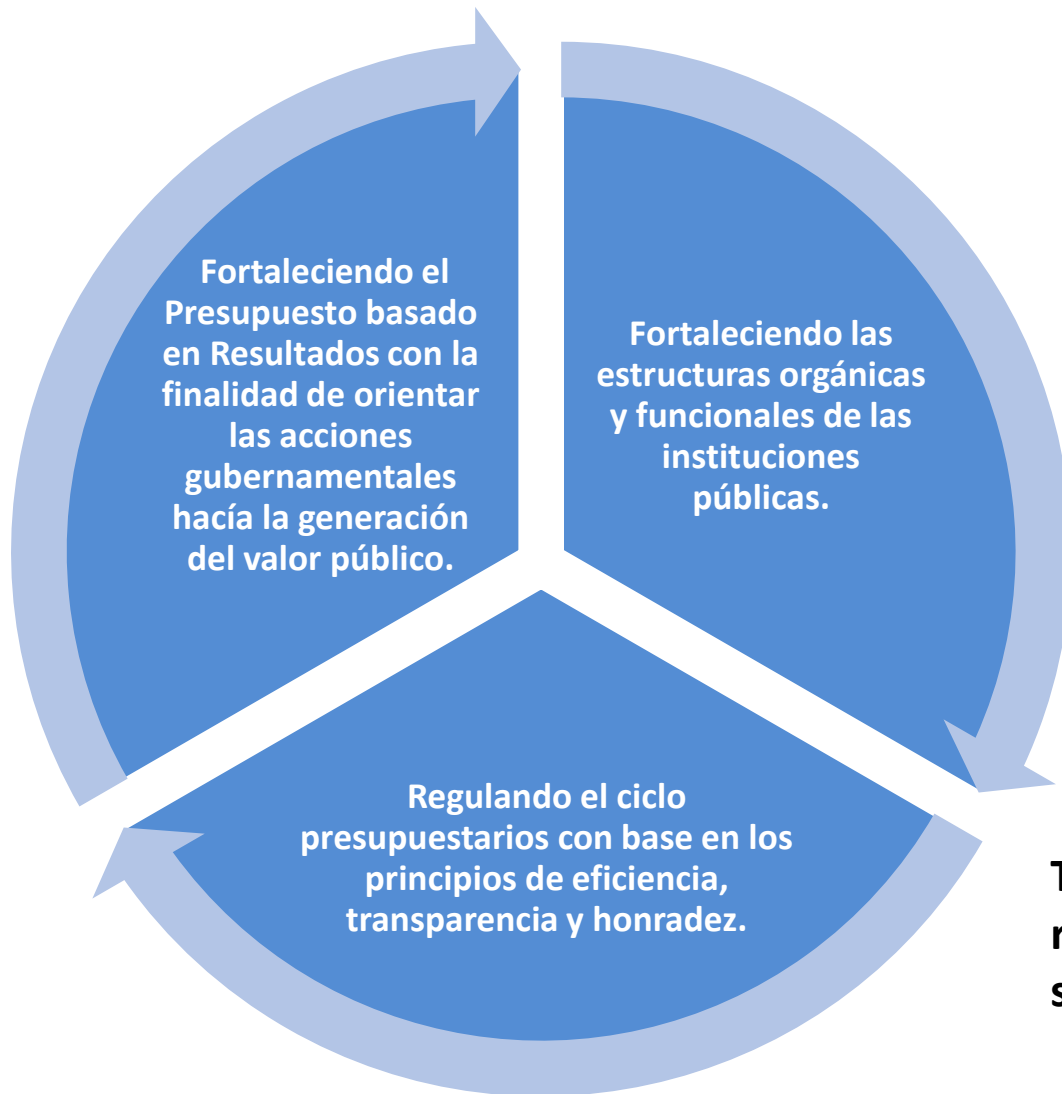 Fortaleciendo el
Presupuesto basado
en Resultados con la
finalidad de orientar
las acciones
gubernamentales
hacía la generación
del valor público.
Fortaleciendo las
estructuras orgánicas
y funcionales de las
instituciones
públicas.
Regulando el ciclo
presupuestarios con base en los
principios de eficiencia,
transparencia y honradez.